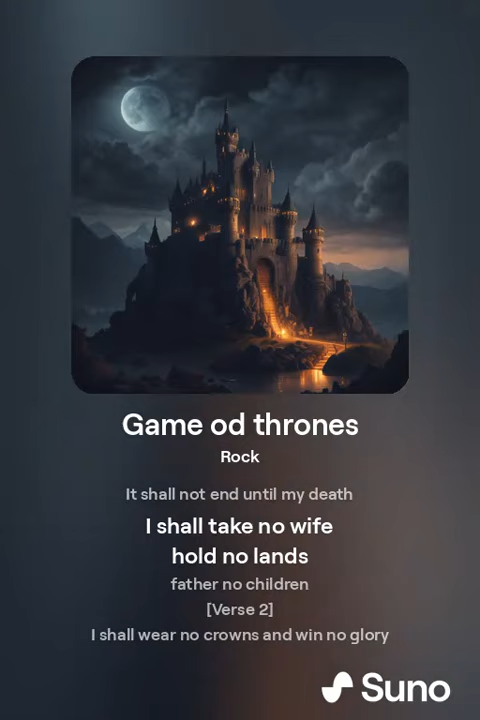 Game od thrones
Rock
It shall not end until my death
I shall take no wife
hold no lands
father no children
[Verse 2]
I shall wear no crowns and win no glory
Suno